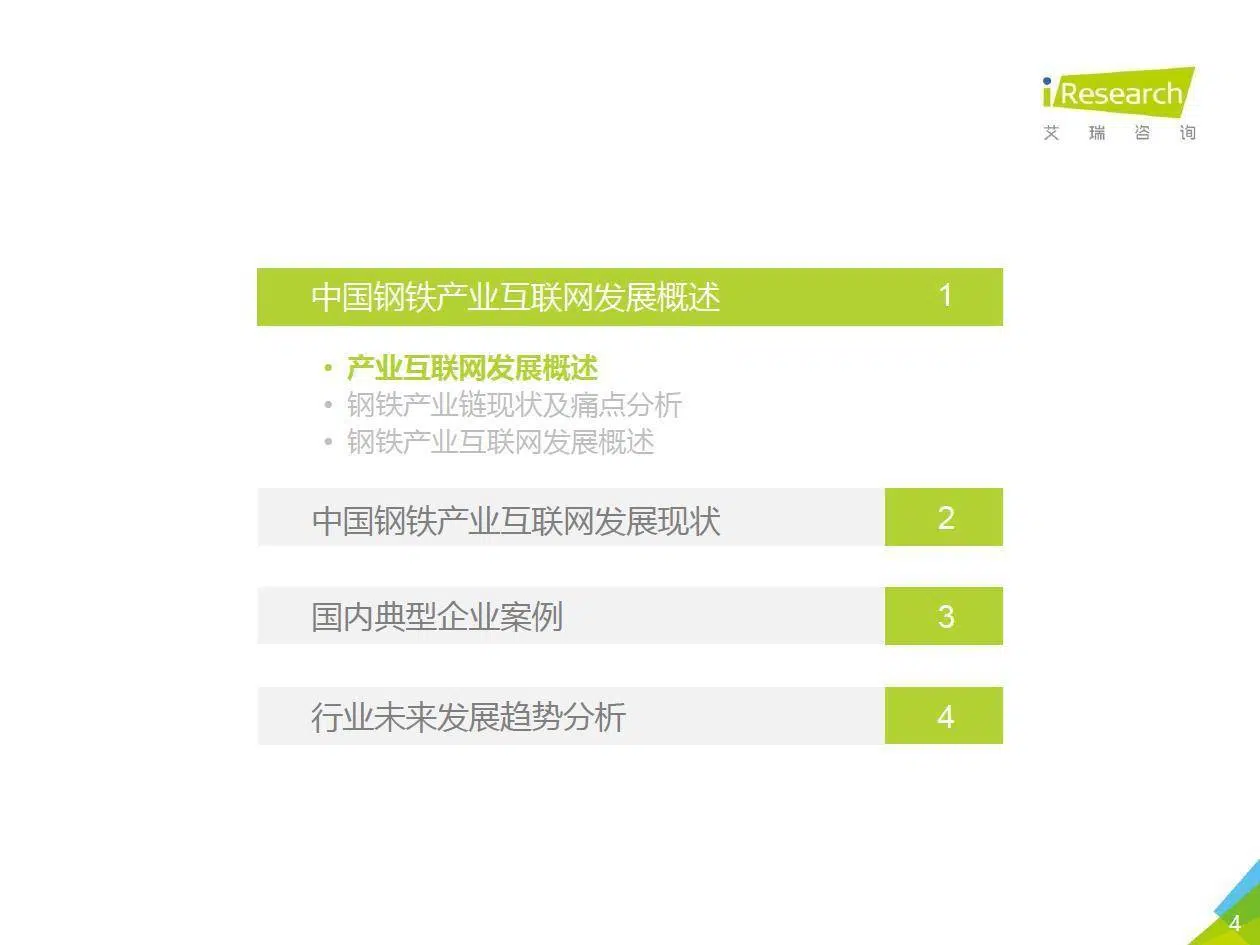 iResearch
艾瑞咨询
中国钢铁产业互联网发展概述 1
• 产业互联网发展概述
• 钢铁产业链现状及痛点分析
• 钢铁产业互联网发展概述
中国钢铁产业互联网发展现状 2
国内典型企业案例 3
行业未来发展趋势分析 4
4